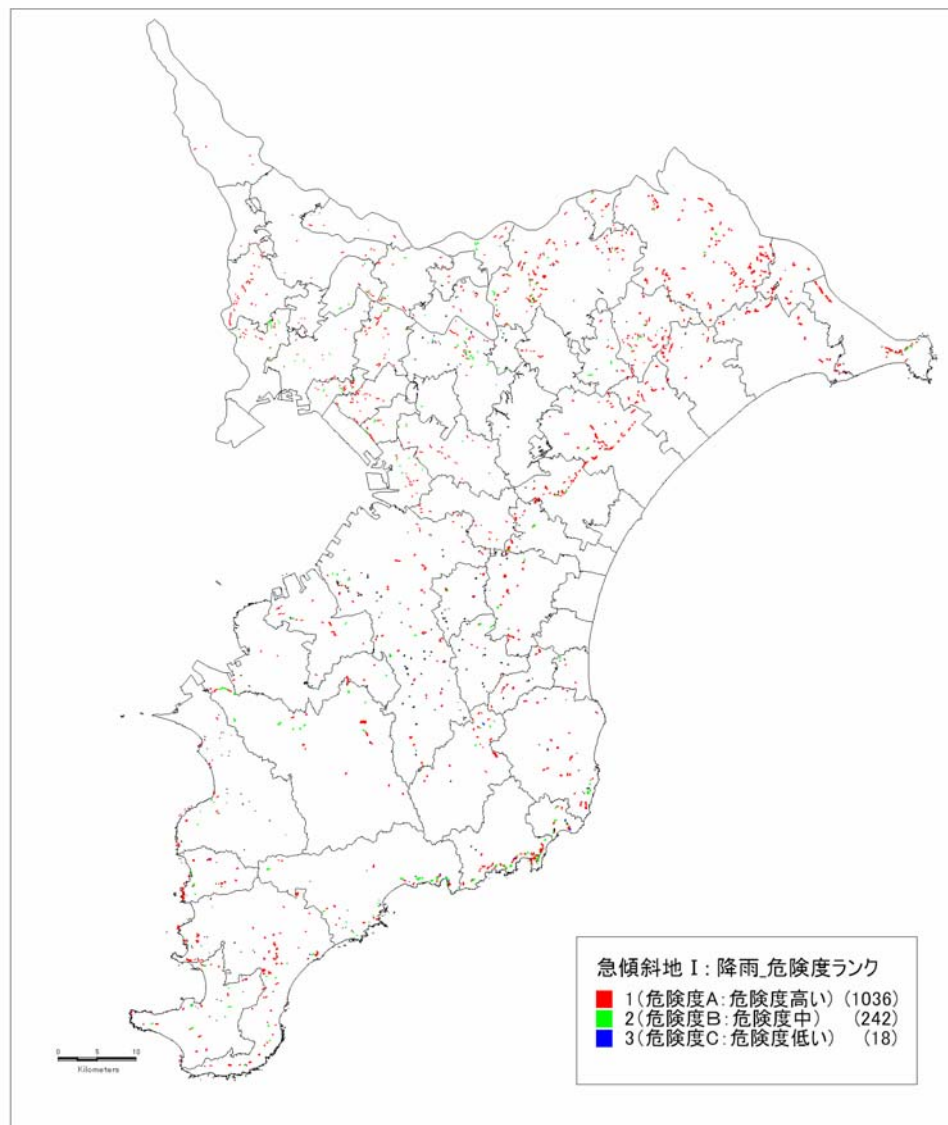 急傾斜地Ⅰ:降雨_危険度ランク
1(危険度A:危険度高い) (1036)
2(危険度B:危険度中) (242)
3(危険度C:危険度低い) (18)
0 5 10
Kilometers